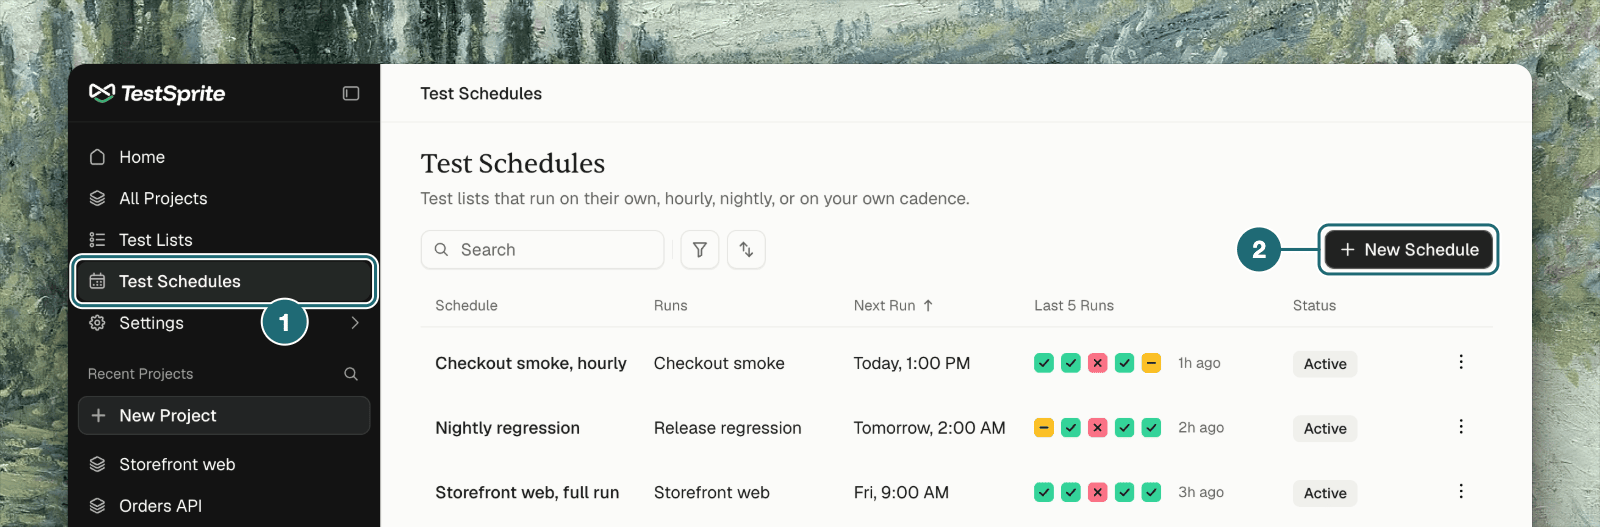 TestSprite
Home
All Projects
Test Lists
Test Schedules
1
Settings
Recent Projects
New Project
Storefront web
Orders API
Test Schedules
Test Schedules
Test lists that run on their own, hourly, nightly, or on your own cadence.
Search
2
+ New Schedule
Schedule Runs Next Run ↑ Last 5 Runs Status
Checkout smoke, hourly Checkout smoke Today, 1:00 PM 1h ago Active
Nightly regression Release regression Tomorrow, 2:00 AM 2h ago Active
Storefront web, full run Storefront web Fri, 9:00 AM 3h ago Active